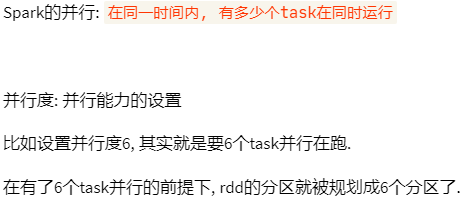 Spark的并行: 在同一时间内, 有多少个task在同时运行
并行度: 并行能力的设置
比如设置并行度6, 其实就是要6个task并行在跑.
在有了6个task并行的前提下, rdd的分区就被规划成6个分区了.